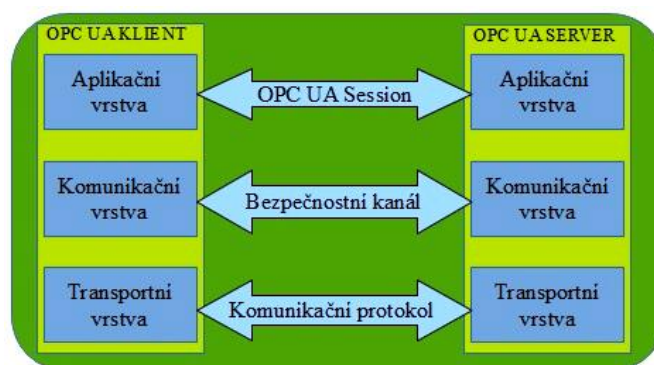 OPC UA KLIENT
OPC UA SERVER
Aplikační
vrstva
OPC UA Session
Aplikační
vrstva
Komunikační
vrstva
Bezpečnostní kanál
Komunikační
vrstva
Transportní
vrstva
Komunikační protokol
Transportní
vrstva